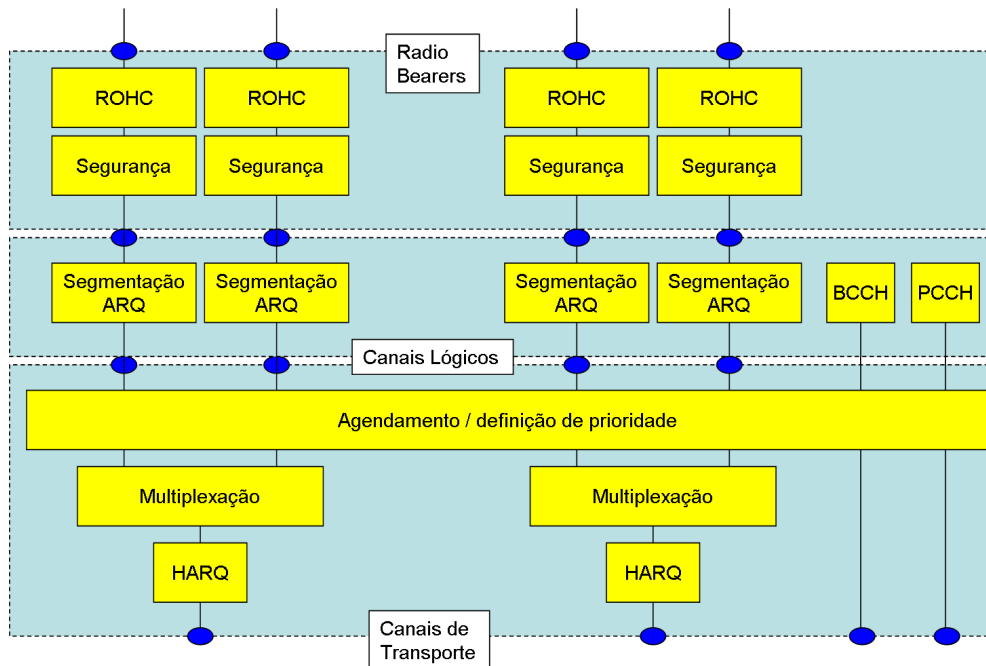 Radio
Bearers
ROHC
ROHC
ROHC
ROHC
Segurança
Segurança
Segurança
Segurança
Segmentação
ARQ
Segmentação
ARQ
Segmentação
ARQ
Segmentação
ARQ
BCCH
PCCH
Canais Lógicos
Agendamento / definição de prioridade
Multiplexação
Multiplexação
HARQ
HARQ
Canais de
Transporte